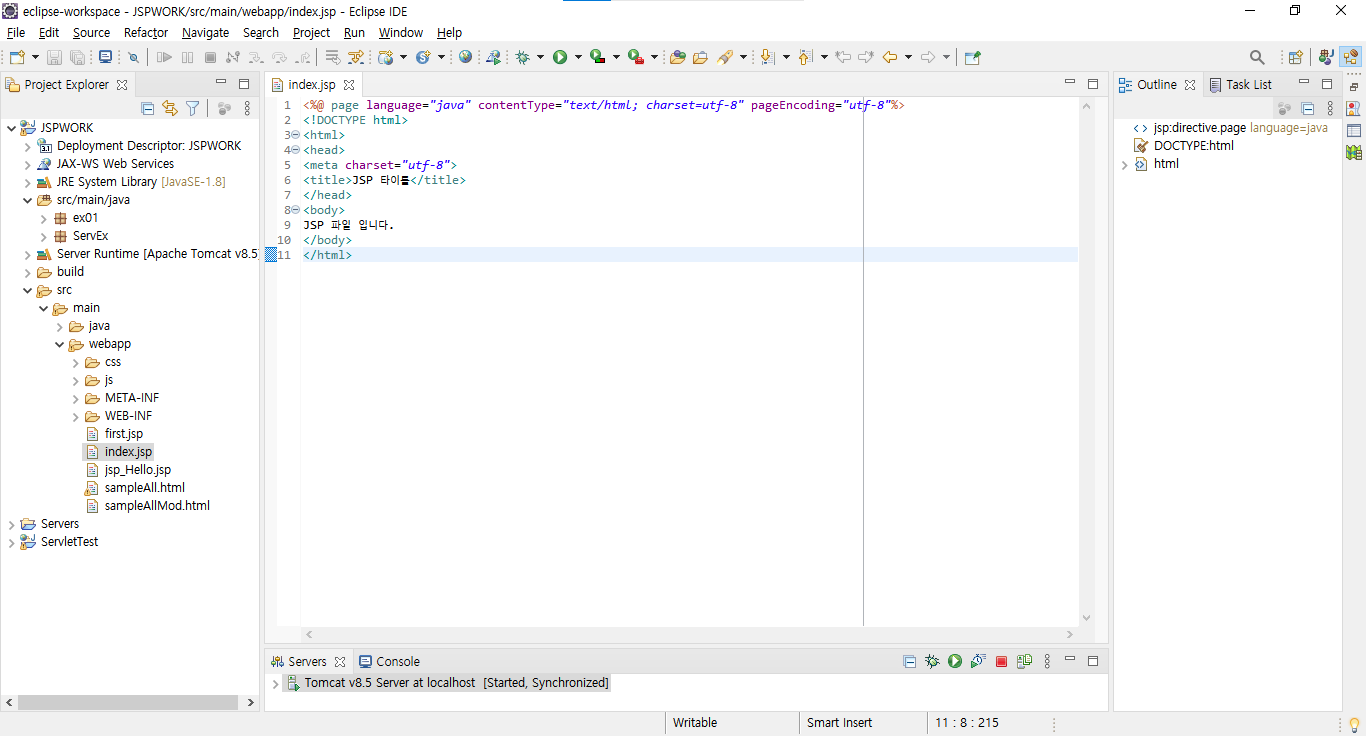 eclipse-workspace - JSPWORK/src/main/webapp/index.jsp - Eclipse IDE
File Edit Source Refactor Navigate Search Project Run Window Help
Project Explorer
JSPWORK
Deployment Descriptor: JSPWORK
JAX-WS Web Services
JRE System Library [JavaSE-1.8]
src/main/java
ex01
ServEx
Server Runtime [Apache Tomcat v8.5]
build
src
main
java
webapp
css
js
META-INF
WEB-INF
first.jsp
index.jsp
jsp_Hello.jsp
sampleAll.html
sampleAllMod.html
Servers
ServletTest
index.jsp
1 <%@ page language="java" contentType="text/html; charset=utf-8" pageEncoding="utf-8"%>
2 <!DOCTYPE html>
3 <html>
4 <head>
5 <meta charset="utf-8">
6 <title>JSP 타이틀</title>
7 </head>
8 <body>
9 JSP 파일 입니다.
10 </body>
11 </html>
Servers Console
Tomcat v8.5 Server at localhost [Started, Synchronized]
Outline Task List
jsp:directive.page language=java
DOCTYPE:html
html
Writable Smart Insert 11 : 8 : 215